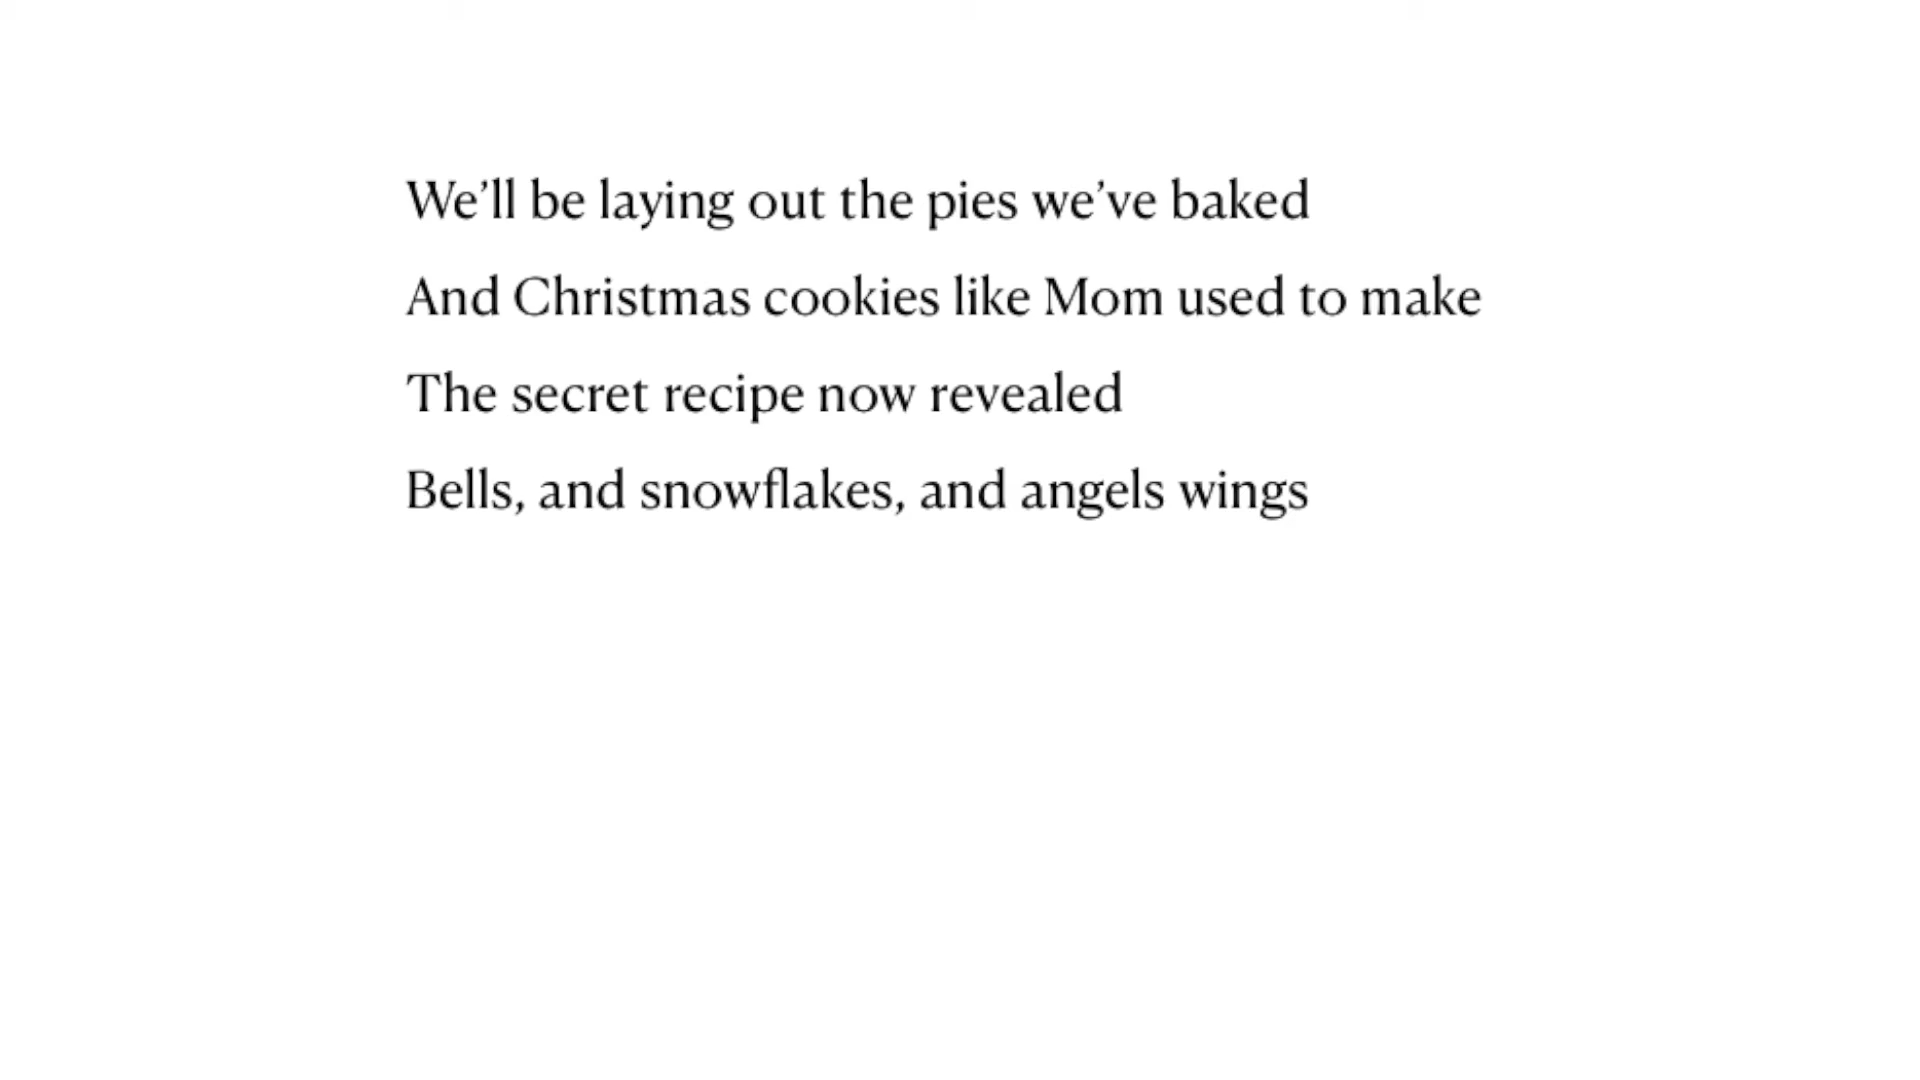 We’ll be laying out the pies we’ve baked
And Christmas cookies like Mom used to make
The secret recipe now revealed
Bells, and snowflakes, and angels wings